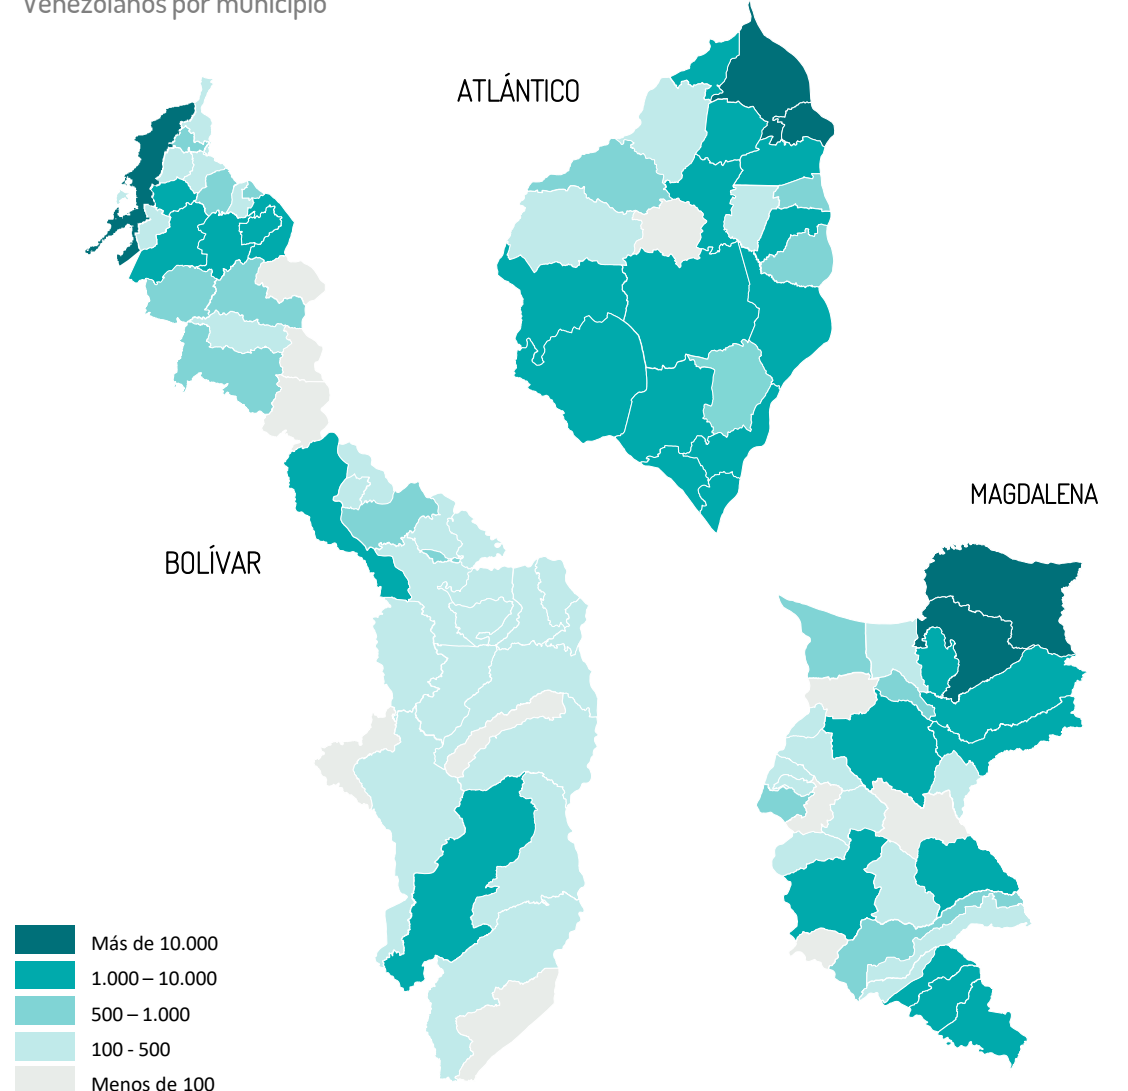 Venezolanos por municipio
ATLÁNTICO
MAGDALENA
BOLÍVAR
Más de 10.000
1.000 – 10.000
500 – 1.000
100 - 500
Menos de 100